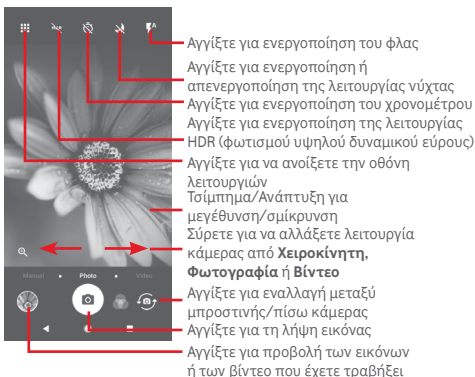 HDR
A
Αγγίξτε για ενεργοποίηση του φλας
Αγγίξτε για ενεργοποίηση ή
απενεργοποίηση της λειτουργίας νύχτας
Αγγίξτε για ενεργοποίηση του χρονομέτρου
Αγγίξτε για ενεργοποίηση της λειτουργίας
HDR (φωτισμού υψηλού δυναμικού εύρους)
Αγγίξτε για να ανοίξετε την οθόνη
λειτουργιών
Τσίμπημα/Ανάπτυξη για
μεγέθυνση/σμίκρυνση
Σύρετε για να αλλάξετε λειτουργία
κάμερας από Χειροκίνητη,
Φωτογραφία ή Βίντεο
Manual • Photo • Video
Αγγίξτε για εναλλαγή μεταξύ
μπροστινής/πίσω κάμερας
Αγγίξτε για τη λήψη εικόνας
Αγγίξτε για προβολή των εικόνων
ή των βίντεο που έχετε τραβήξει